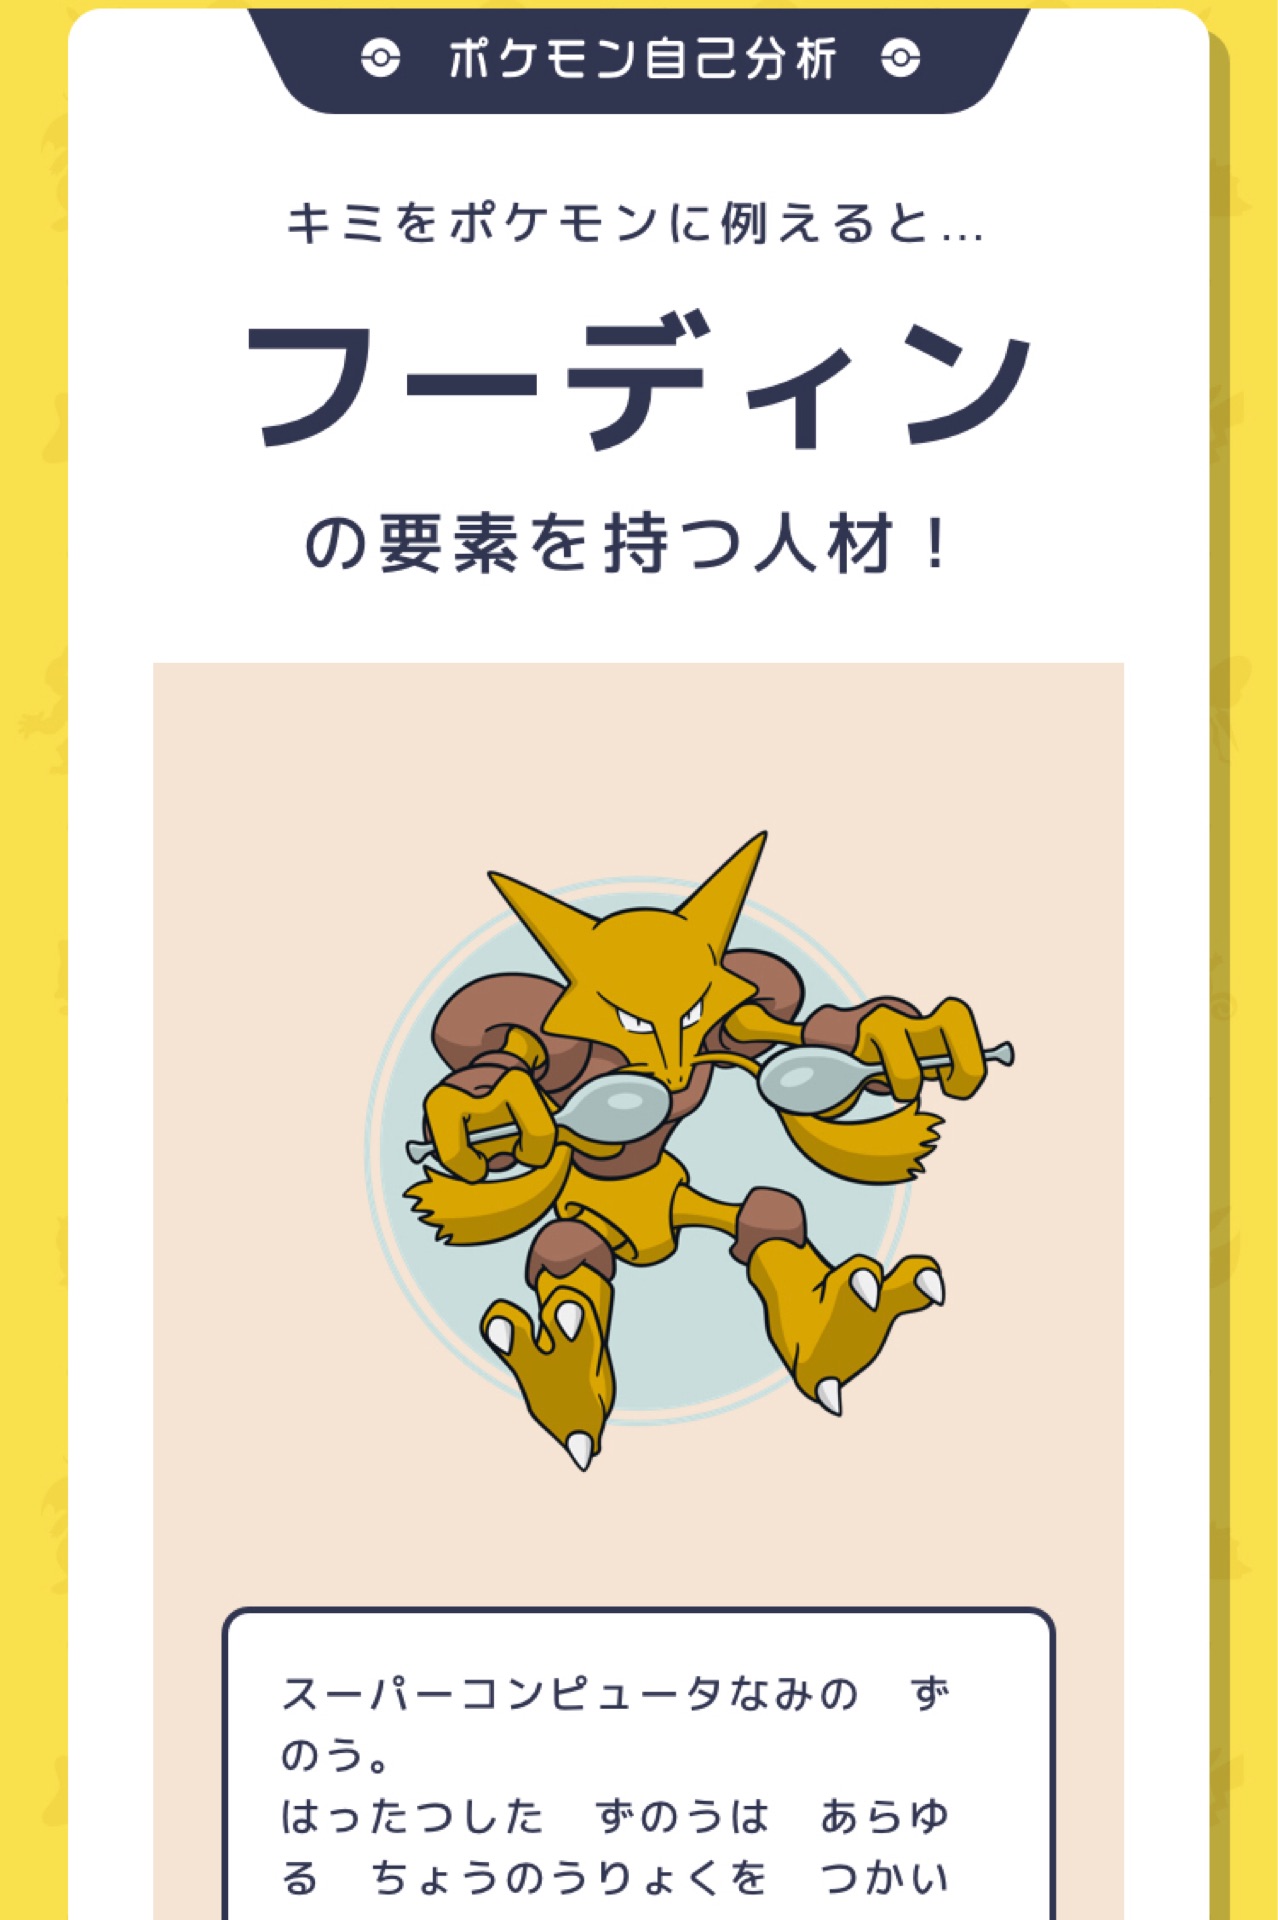 ポケモン自己分析
キミをポケモンに例えると…
フーディン
の要素を持つ人材！
スーパーコンピュータなみの　ず
のう。
はったつした　ずのうは　あらゆ
る　ちょうのうりょくを　つかい